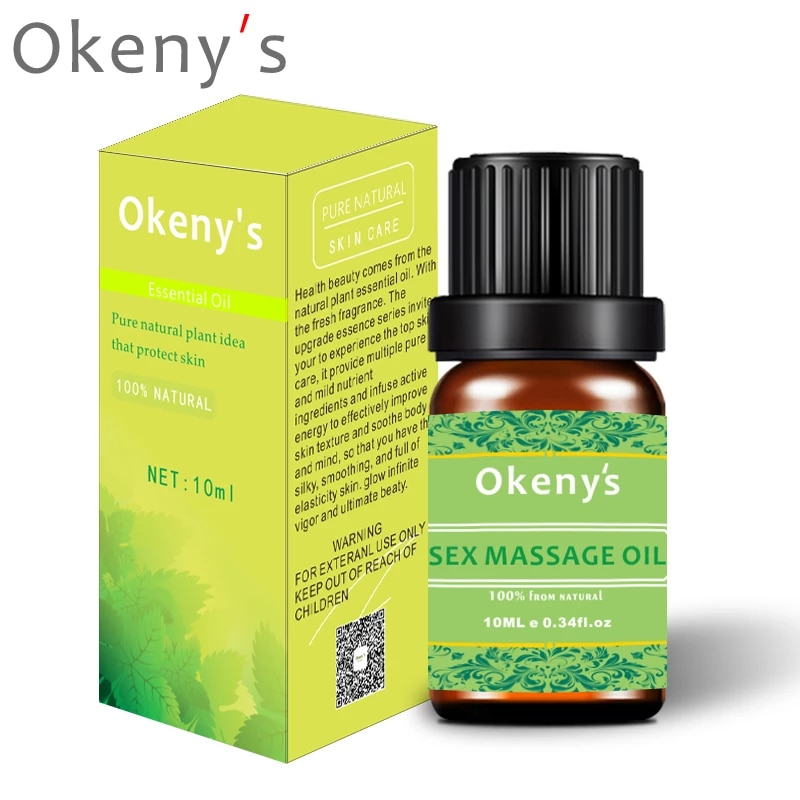 Okeny's
Okeny's
Essential Oil
Pure natural plant idea
that protect skin
100% NATURAL
NET:10ml
PURE NATURAL
SKIN CARE
Health beauty comes from the
natural plant essential oil. With
the fresh fragrance. The
upgrade essence series invite
your to experience the top ski
care, it provide multiple pure
and mild nutrient
ingredients and infuse active
energy to effectively improve
skin texture and soothe body
and mind, so that you have th
silky, smoothing, and full of
elasticity skin. glow infinite
vigor and ultimate beaty.
WARNING
FOR EXTERANL USE ONLY
KEEP OUT OF REACH OF
CHILDREN
Okeny's
SEX MASSAGE OIL
100% FROM NATURAL
10ML e 0.34fl.oz